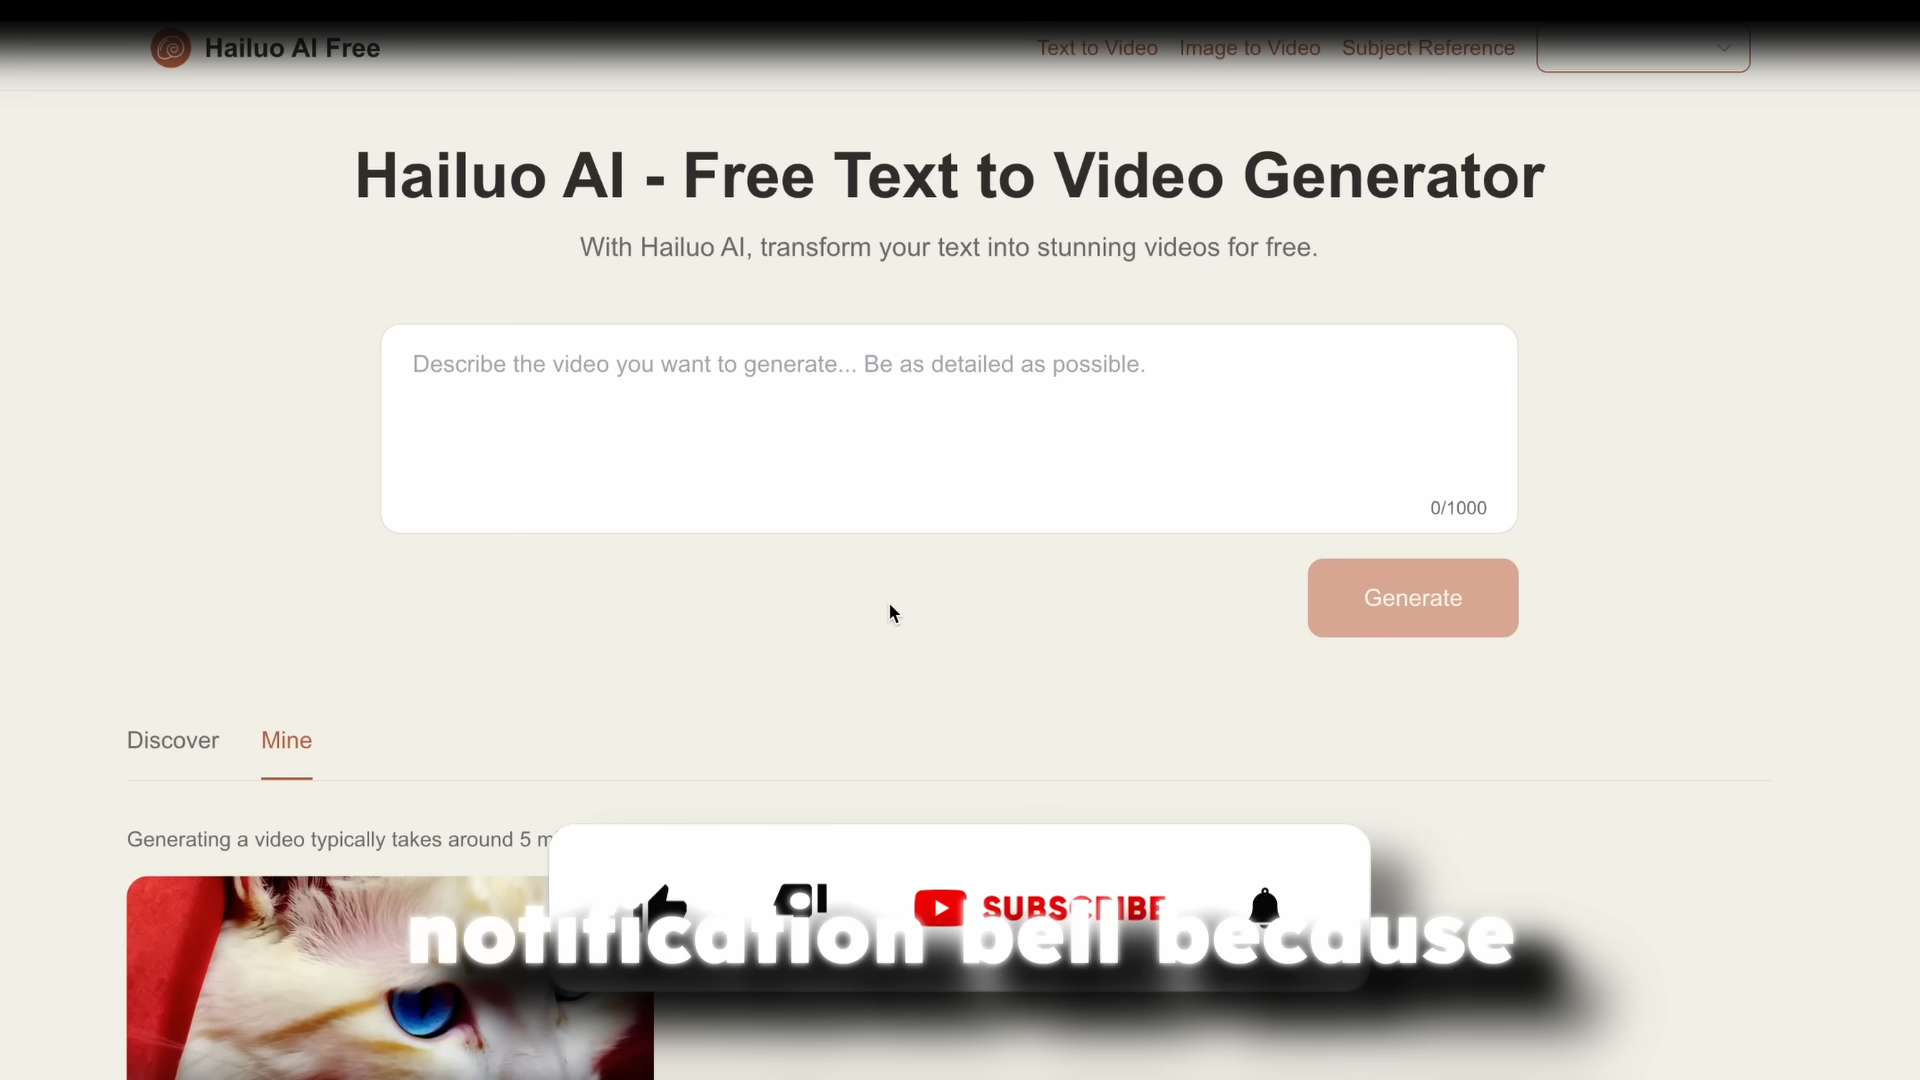 Hailuo AI Free
Text to Video Image to Video Subject Reference
Hailuo AI - Free Text to Video Generator
With Hailuo AI, transform your text into stunning videos for free.
Describe the video you want to generate... Be as detailed as possible.
0/1000
Generate
Discover Mine
Generating a video typically takes around 5
SUBSCRIBE
notification bell because